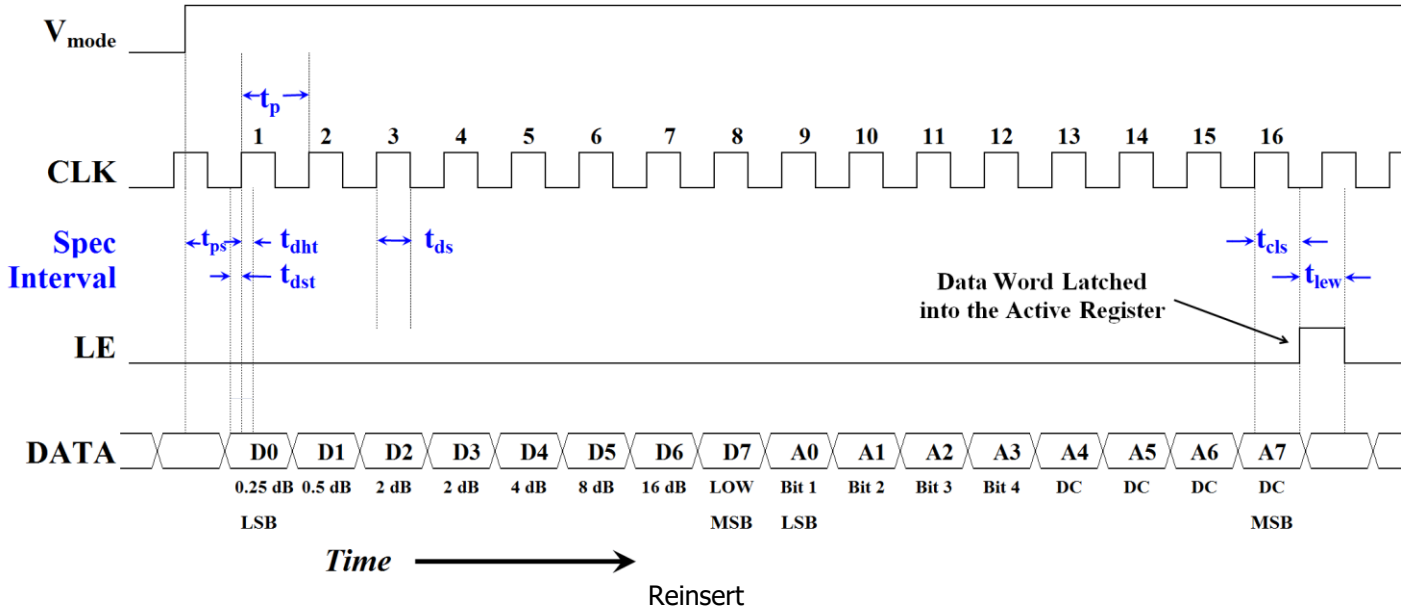 Vmode
tp
1 2 3 4 5 6 7 8 9 10 11 12 13 14 15 16
CLK
Spec
Interval
tps tdht tds tcls
tdst tlew
Data Word Latched
into the Active Register
LE
DATA D0 D1 D2 D3 D4 D5 D6 D7 A0 A1 A2 A3 A4 A5 A6 A7
0.25 dB 0.5 dB 2 dB 2 dB 4 dB 8 dB 16 dB LOW Bit 1 Bit 2 Bit 3 Bit 4 DC DC DC DC
LSB MSB LSB MSB
Time
Reinsert